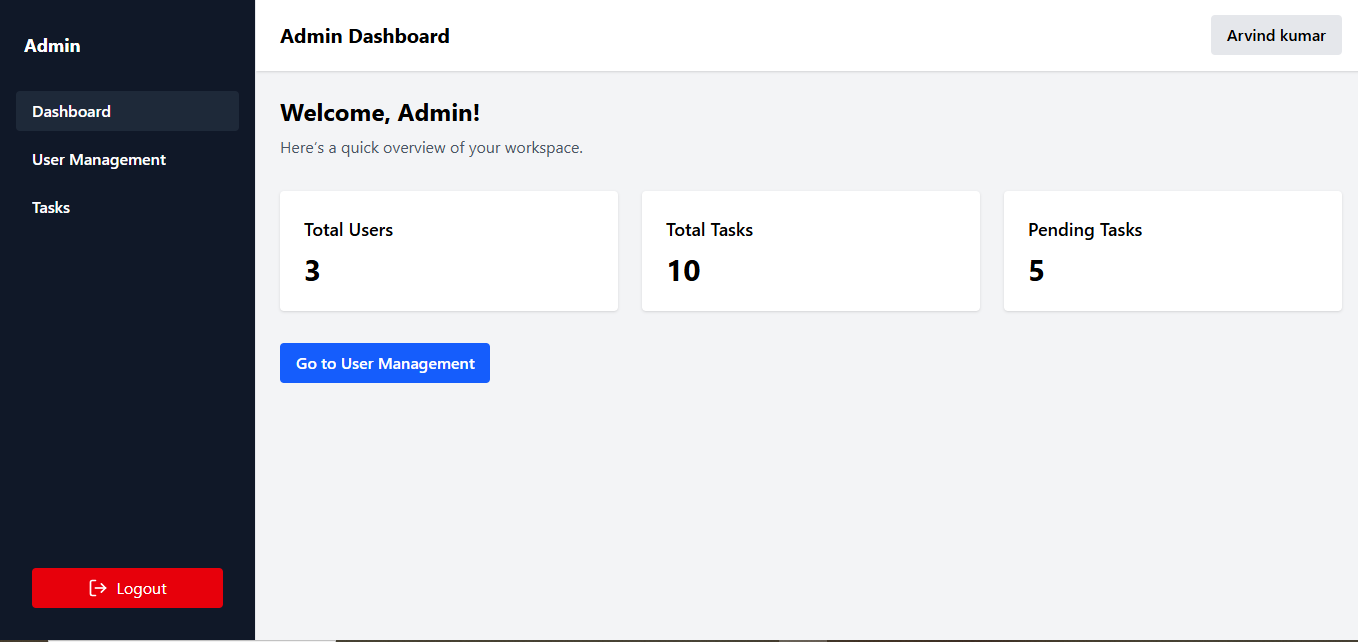 Admin
Dashboard
User Management
Tasks
Logout
Admin Dashboard
Arvind kumar
Welcome, Admin!
Here's a quick overview of your workspace.
Total Users
3
Total Tasks
10
Pending Tasks
5
Go to User Management